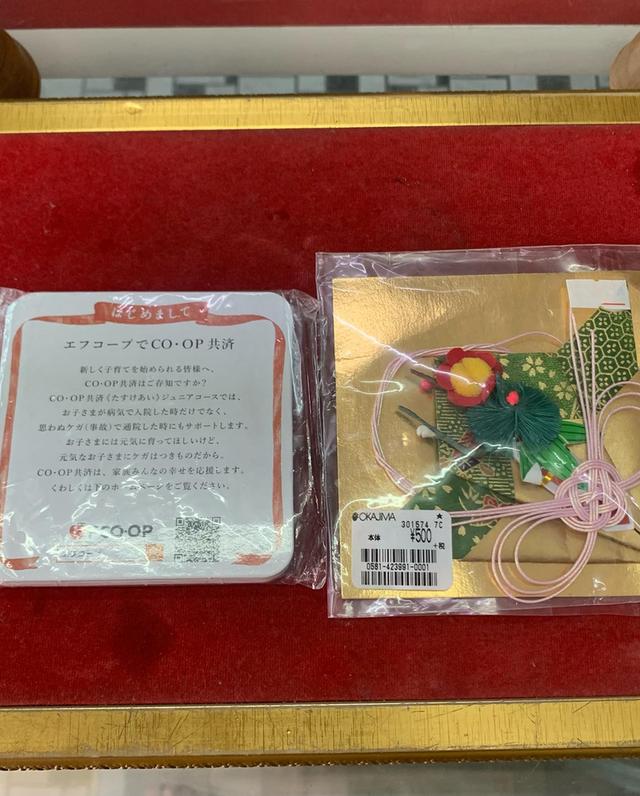 はじめまして
エフコープでCO・OP共済
新しく子育てを始められる皆様へ、
CO・OP共済はご存知ですか?
CO・OP共済《たすけあい》ジュニアコースでは、
お子さまが病気で入院した時だけでなく、
思わぬケガ(事故)で通院した時にもサポートします。
お子さまには元気に育ってほしいけど、
元気なお子さまにケガはつきものだから。
CO・OP共済は、家族みんなの幸せを応援します。
くわしくは下のホームページをご覧ください。
CO・OP
OKAJIMA
301574 7C
本体 ¥500
+税
0581-423991-0001